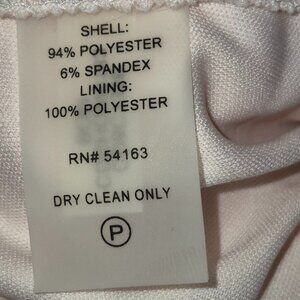 SHELL:
94% POLYESTER
6% SPANDEX
LINING:
100% POLYESTER
RN# 54163
DRY CLEAN ONLY
P